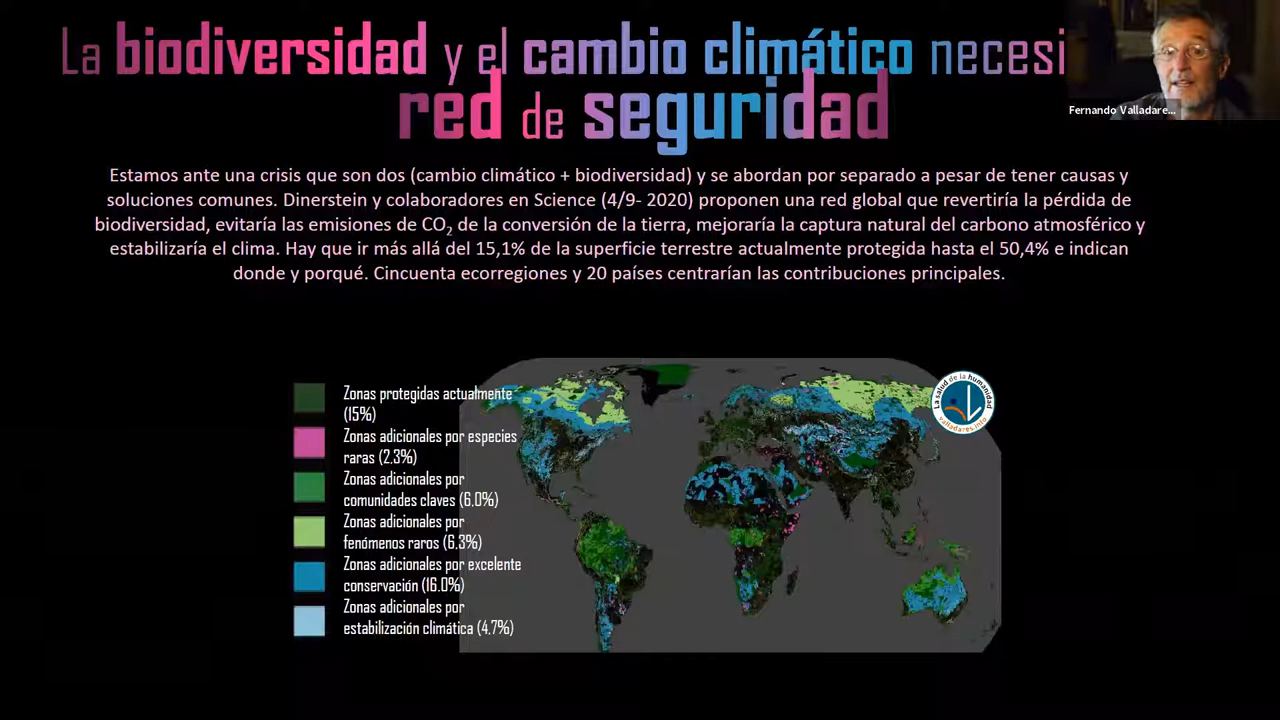 La biodiversidad y el cambio climático necesi
red de seguridad
Fernando Valladare...
Estamos ante una crisis que son dos (cambio climático + biodiversidad) y se abordan por separado a pesar de tener causas y
soluciones comunes. Dinerstein y colaboradores en Science (4/9- 2020) proponen una red global que revertiría la pérdida de
biodiversidad, evitaría las emisiones de CO₂ de la conversión de la tierra, mejoraría la captura natural del carbono atmosférico y
estabilizaría el clima. Hay que ir más allá del 15,1% de la superficie terrestre actualmente protegida hasta el 50,4% e indican
donde y porqué. Cincuenta ecorregiones y 20 países centrarían las contribuciones principales.
Zonas protegidas actualmente
(15%)
Zonas adicionales por especies
raras (2.3%)
Zonas adicionales por
comunidades claves (6.0%)
Zonas adicionales por
fenómenos raros (6.3%)
Zonas adicionales por excelente
conservación (16.0%)
Zonas adicionales por
estabilización climática (4.7%)
La salud de la humanidad
valladares.info